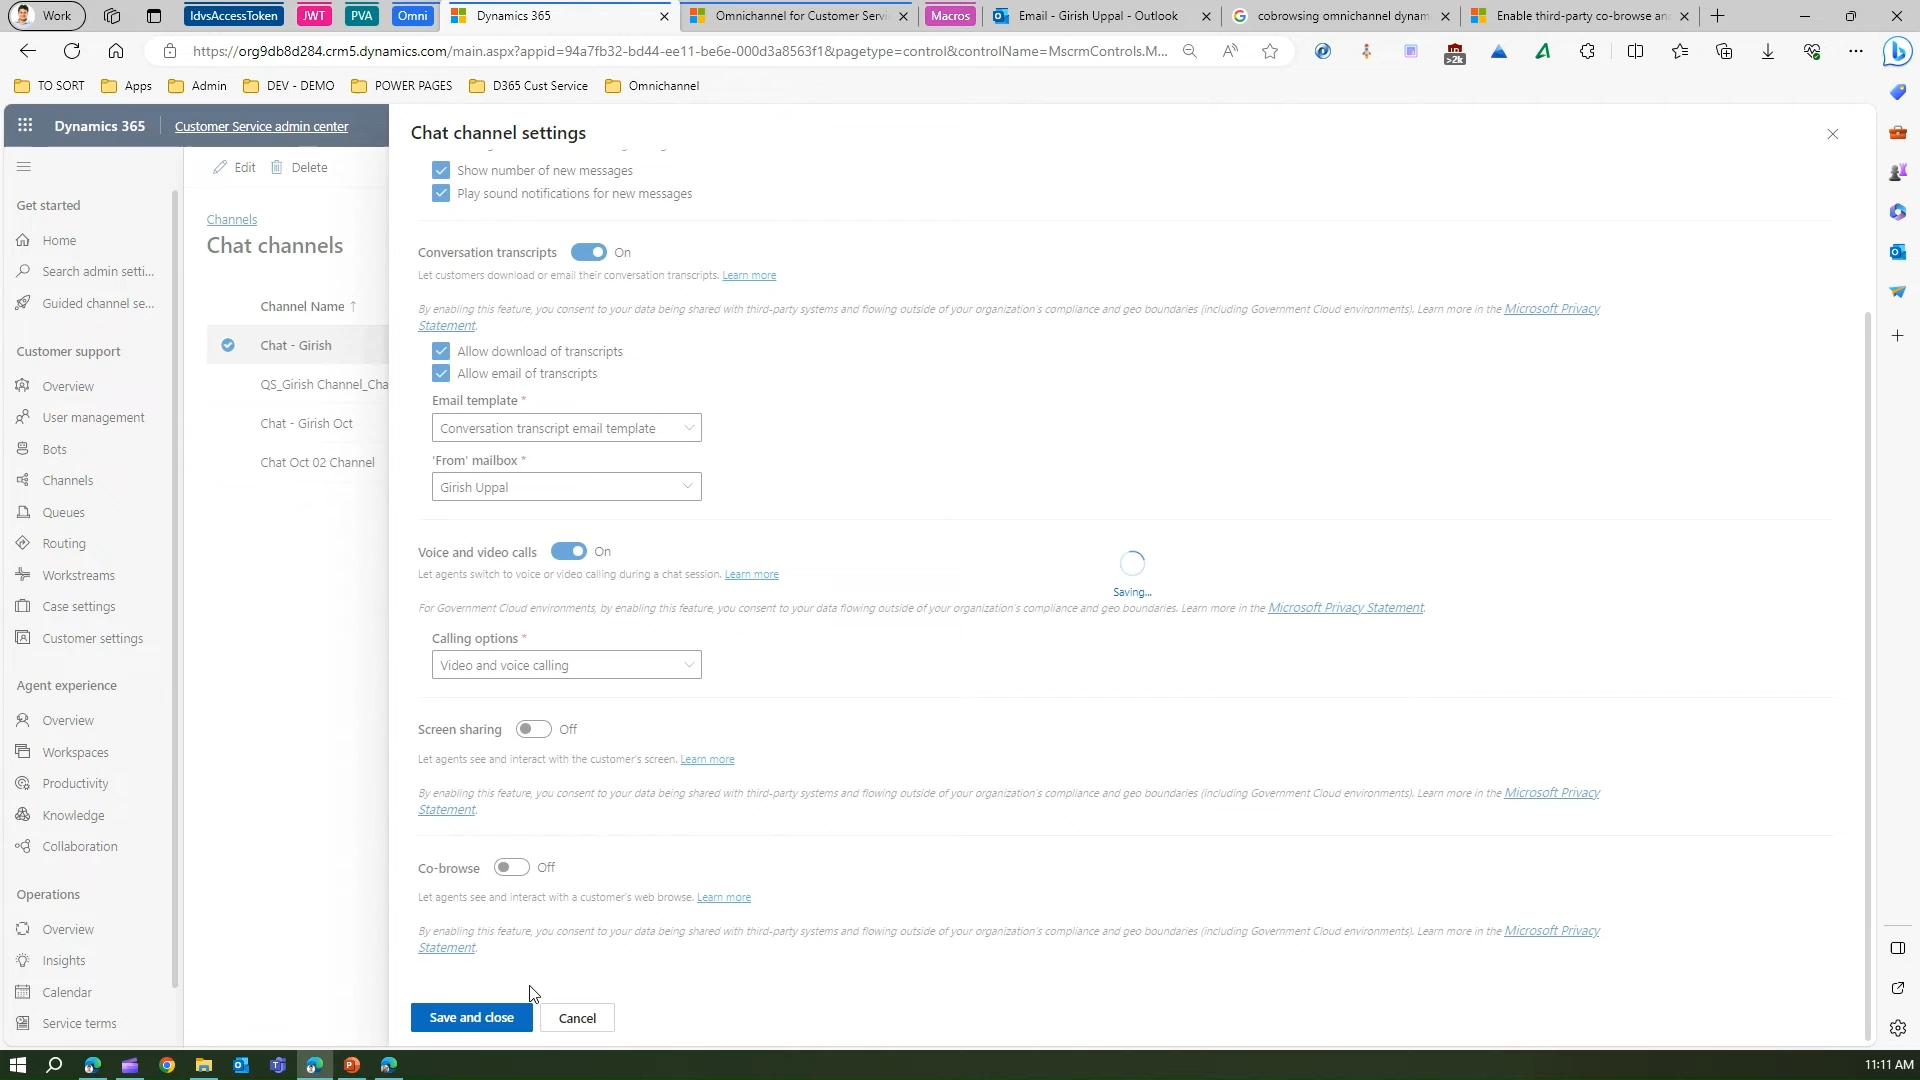 Work
IdvsAccessToken
JWT
PVA
Omni
Dynamics 365
Omnichannel for Customer Servi
Macros
Email - Girish Uppal - Outlook
cobrowsing omnichannel dynam
Enable third-party co-browse an
https://org9db8d284.crm5.dynamics.com/main.aspx?appid=94a7fb32-bd44-ee11-be6e-000d3a8563f1&pagetype=control&controlName=MscrmControls.M...
>2k
TO SORT
Apps
Admin
DEV - DEMO
POWER PAGES
D365 Cust Service
Omnichannel
Dynamics 365
Customer Service admin center
Get started
Home
Search admin setti...
Guided channel se...
Customer support
Overview
User management
Bots
Channels
Queues
Routing
Workstreams
Case settings
Customer settings
Agent experience
Overview
Workspaces
Productivity
Knowledge
Collaboration
Operations
Overview
Insights
Calendar
Service terms
Edit
Delete
Channels
Chat channels
Channel Name ↑
Chat - Girish
QS_Girish Channel_Cha
Chat - Girish Oct
Chat Oct 02 Channel
Chat channel settings
Show number of new messages
Play sound notifications for new messages
Conversation transcripts On
Let customers download or email their conversation transcripts. Learn more
By enabling this feature, you consent to your data being shared with third-party systems and flowing outside of your organization's compliance and geo boundaries (including Government Cloud environments). Learn more in the Microsoft Privacy
Statement.
Allow download of transcripts
Allow email of transcripts
Email template *
Conversation transcript email template
'From' mailbox *
Girish Uppal
Voice and video calls On
Let agents switch to voice or video calling during a chat session. Learn more
Saving...
For Government Cloud environments, by enabling this feature, you consent to your data flowing outside of your organization's compliance and geo boundaries. Learn more in the Microsoft Privacy Statement.
Calling options *
Video and voice calling
Screen sharing Off
Let agents see and interact with the customer's screen. Learn more
By enabling this feature, you consent to your data being shared with third-party systems and flowing outside of your organization's compliance and geo boundaries (including Government Cloud environments). Learn more in the Microsoft Privacy
Statement.
Co-browse Off
Let agents see and interact with a customer's web browse. Learn more
By enabling this feature, you consent to your data being shared with third-party systems and flowing outside of your organization's compliance and geo boundaries (including Government Cloud environments). Learn more in the Microsoft Privacy
Statement.
Save and close
Cancel
11:11 AM